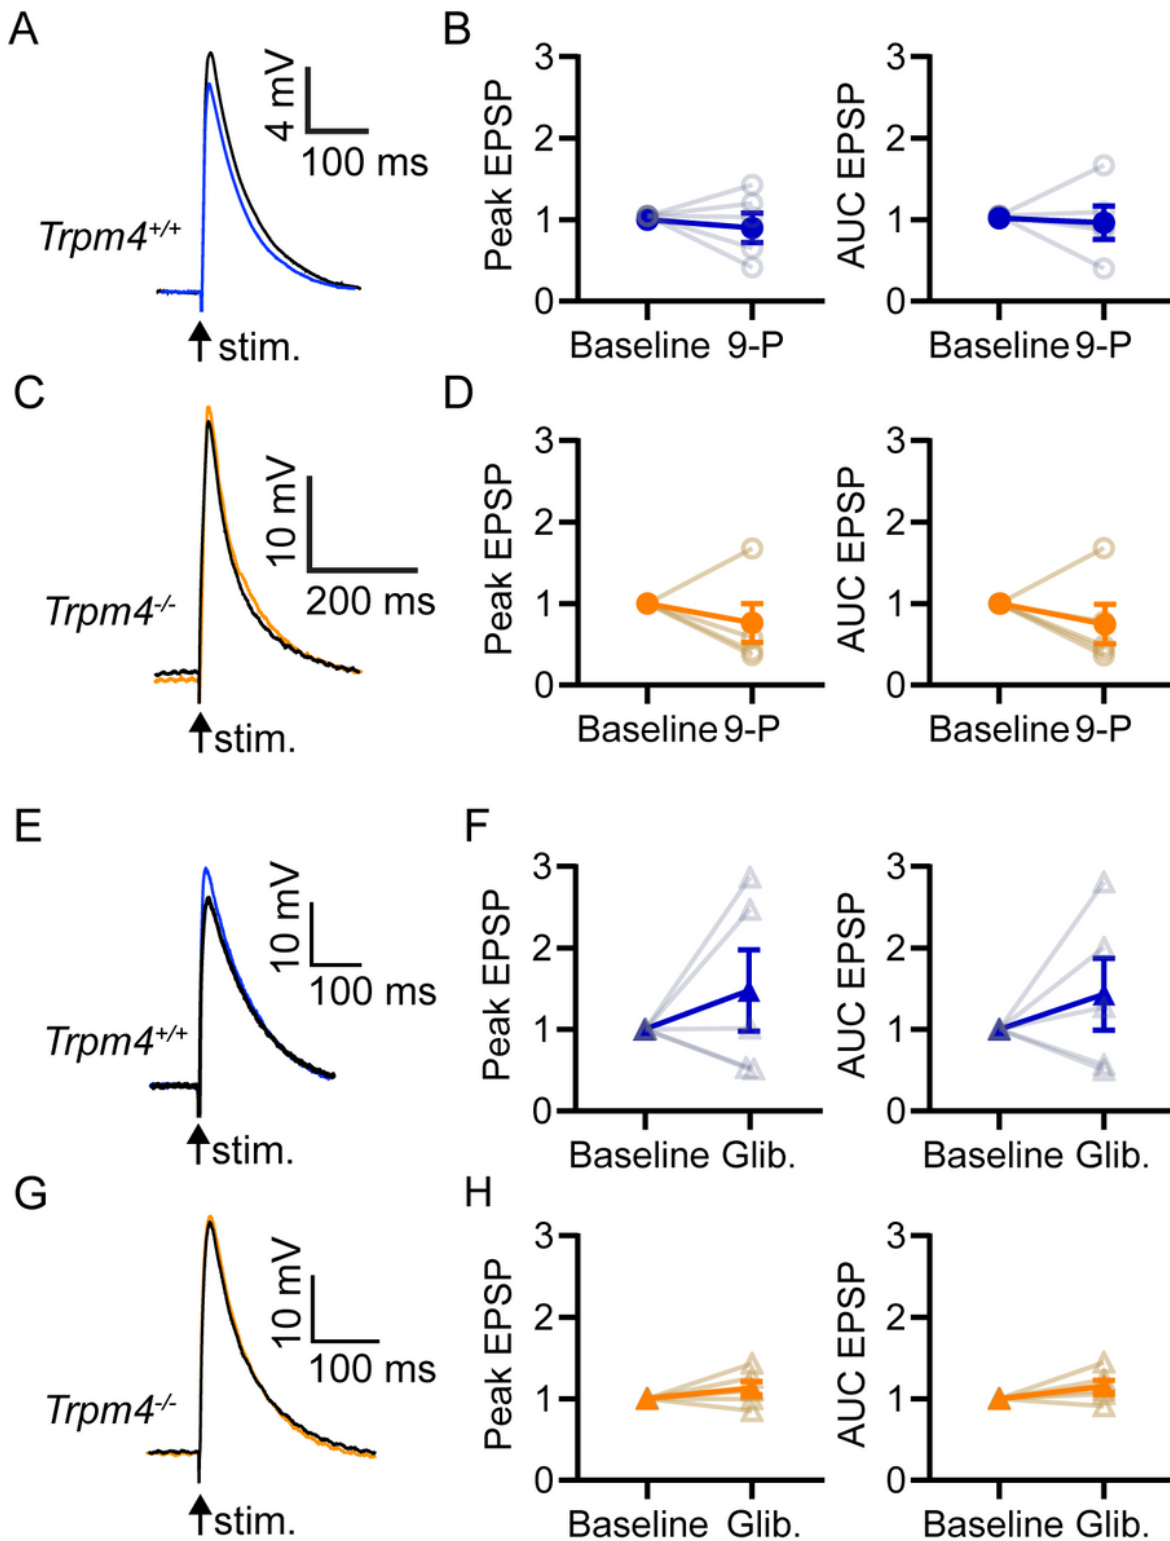 A
4 mV
100 ms
Trpm4+/+
stim.
B
Peak EPSP
3
2
1
0
Baseline 9-P
AUC EPSP
3
2
1
0
Baseline 9-P
C
10 mV
200 ms
Trpm4-/-
stim.
D
Peak EPSP
3
2
1
0
Baseline 9-P
AUC EPSP
3
2
1
0
Baseline 9-P
E
10 mV
100 ms
Trpm4+/+
stim.
F
Peak EPSP
3
2
1
0
Baseline Glib.
AUC EPSP
3
2
1
0
Baseline Glib.
G
10 mV
100 ms
Trpm4-/-
stim.
H
Peak EPSP
3
2
1
0
Baseline Glib.
AUC EPSP
3
2
1
0
Baseline Glib.